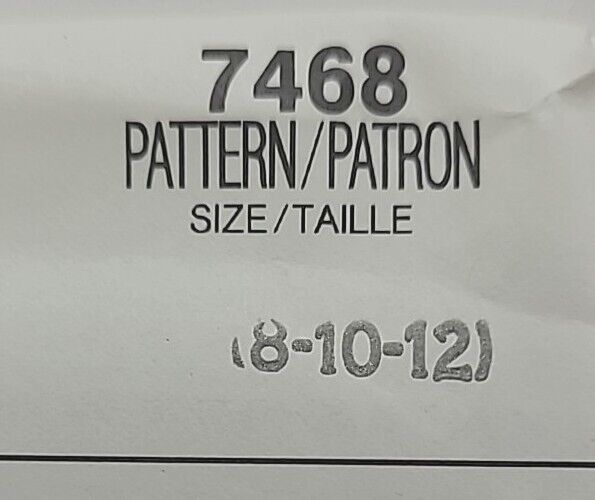 7468
PATTERN/PATRON
SIZE/TAILLE
(8-10-12)